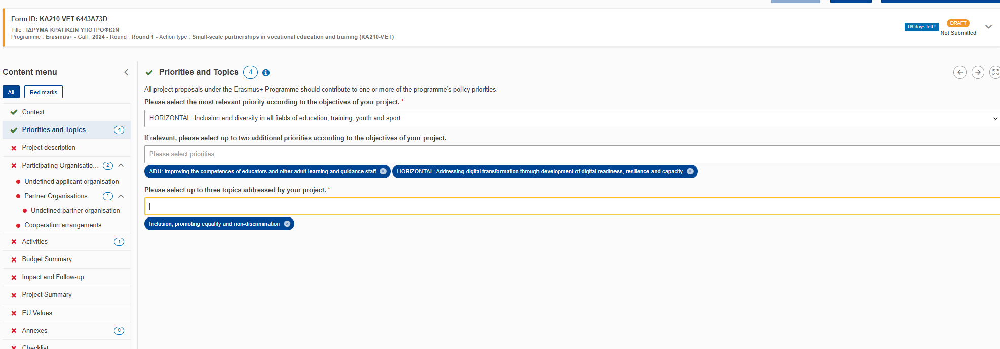 Form ID: KA210-VET-6443A73D
Title : ΙΔΡΥΜΑ ΚΡΑΤΙΚΩΝ ΥΠΟΤΡΟΦΙΩΝ
Programme : Erasmus+ - Call : 2024 - Round : Round 1 - Action type : Small-scale partnerships in vocational education and training (KA210-VET)
68 days left !
DRAFT
Not Submitted
Content menu
All
Red marks
Context
Priorities and Topics 4
Project description
Participating Organisatio... 2
Undefined applicant organisation
Partner Organisations 1
Undefined partner organisation
Cooperation arrangements
Activities 1
Budget Summary
Impact and Follow-up
Project Summary
EU Values
Annexes 0
Checklist
Priorities and Topics 4
All project proposals under the Erasmus+ Programme should contribute to one or more of the programme's policy priorities.
Please select the most relevant priority according to the objectives of your project. *
HORIZONTAL: Inclusion and diversity in all fields of education, training, youth and sport
If relevant, please select up to two additional priorities according to the objectives of your project.
Please select priorities
ADU: Improving the competences of educators and other adult learning and guidance staff
HORIZONTAL: Addressing digital transformation through development of digital readiness, resilience and capacity
Please select up to three topics addressed by your project. *
Inclusion, promoting equality and non-discrimination